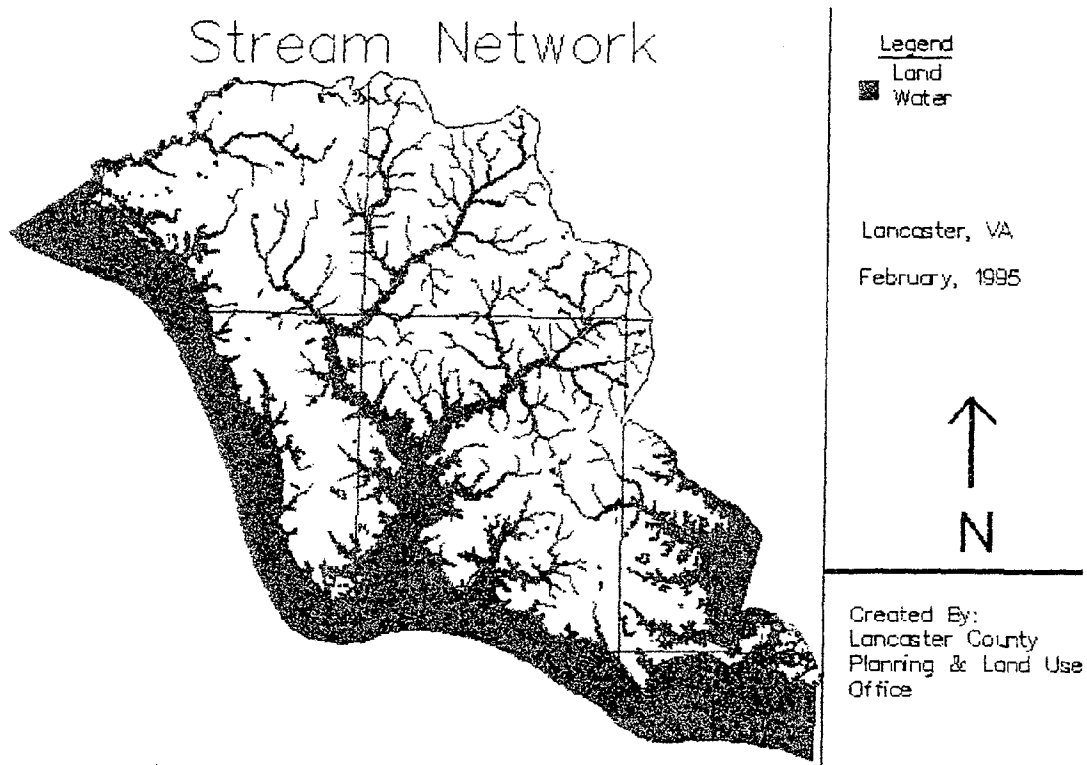 Stream Network
Legend
Land
Water
Lancaster, VA
February, 1995
N
Created By:
Lancaster County
Planning & Land Use
Office